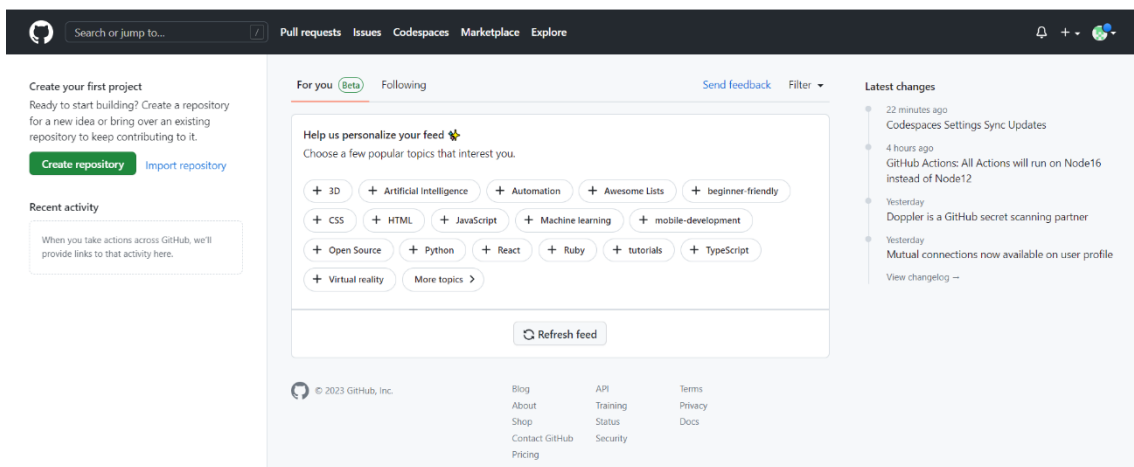 Search or jump to... /
Pull requests Issues Codespaces Marketplace Explore
Create your first project
Ready to start building? Create a repository
for a new idea or bring over an existing
repository to keep contributing to it.
Create repository Import repository
Recent activity
When you take actions across GitHub, we'll
provide links to that activity here.
For you Beta Following Send feedback Filter
Help us personalize your feed
Choose a few popular topics that interest you.
+ 3D + Artificial Intelligence + Automation + Awesome Lists + beginner-friendly
+ CSS + HTML + JavaScript + Machine learning + mobile-development
+ Open Source + Python + React + Ruby + tutorials + TypeScript
+ Virtual reality More topics >
Refresh feed
Latest changes
22 minutes ago
Codespaces Settings Sync Updates
4 hours ago
GitHub Actions: All Actions will run on Node16
instead of Node12
Yesterday
Doppler is a GitHub secret scanning partner
Yesterday
Mutual connections now available on user profile
View changelog →
© 2023 GitHub, Inc.
Blog API Terms
About Training Privacy
Shop Status Docs
Contact GitHub Security
Pricing